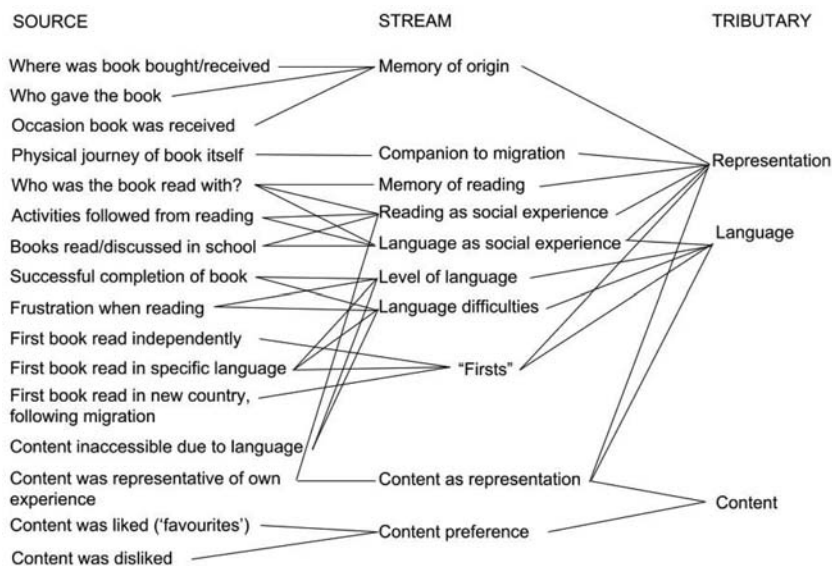 SOURCE STREAM TRIBUTARY
Where was book bought/received Memory of origin
Who gave the book
Occasion book was received
Physical journey of book itself Companion to migration Representation
Who was the book read with? Memory of reading
Activities followed from reading Reading as social experience
Books read/discussed in school Language as social experience Language
Successful completion of book Level of language
Frustration when reading Language difficulties
First book read independently
First book read in specific language “Firsts”
First book read in new country,
following migration
Content inaccessible due to language
Content was representative of own Content as representation
experience
Content
Content was liked (‘favourites’) Content preference
Content was disliked